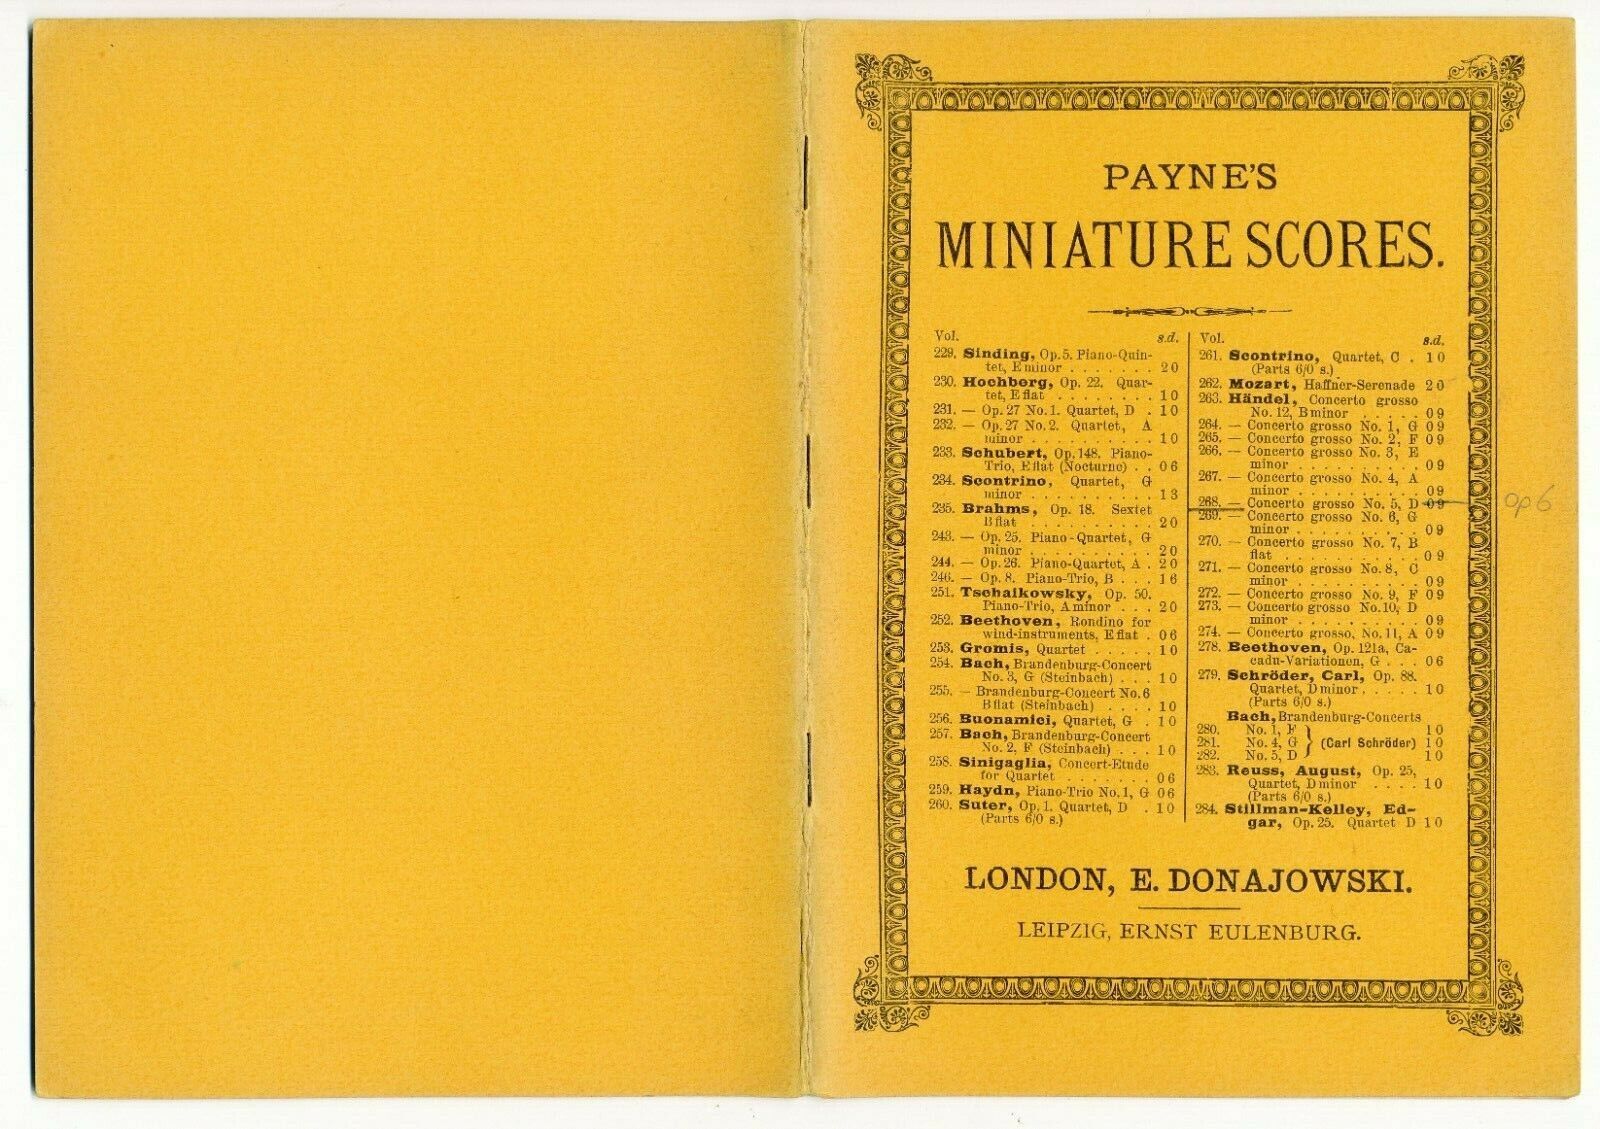 PAYNE'S
MINIATURE SCORES.
Vol. s.d.
229. Sinding, Op. 5. Piano-Quin-
tet, E minor . . . . . . . 2 0
230. Hochberg, Op. 22. Quar-
tet, E flat . . . . . . . . 1 0
231. — Op. 27 No. 1. Quartet, D . 1 0
232. — Op. 27 No. 2. Quartet, A
minor . . . . . . . . . . 1 0
233. Schubert, Op. 148. Piano-
Trio, E flat (Nocturne) . . 0 6
234. Scontrino, Quartet, G
minor . . . . . . . . . . 1 3
235. Brahms, Op. 18. Sextet
B flat . . . . . . . . . . 2 0
243. — Op. 25. Piano-Quartet, G
minor . . . . . . . . . . 2 0
244. — Op. 26. Piano-Quartet, A . 2 0
246. — Op. 8. Piano-Trio, B . . . 1 6
251. Tschaikowsky, Op. 50.
Piano-Trio, A minor . . . 2 0
252. Beethoven, Rondino for
wind-instruments, E flat . 0 6
253. Gromis, Quartet . . . . . 1 0
254. Bach, Brandenburg-Concert
No. 3, G (Steinbach) . . . 1 0
255. — Brandenburg-Concert No. 6
B flat (Steinbach) . . . . 1 0
256. Buonamici, Quartet, G . 1 0
257. Bach, Brandenburg-Concert
No. 2, F (Steinbach) . . . 1 0
258. Sinigaglia, Concert-Etude
for Quartet . . . . . . . 0 6
259. Haydn, Piano-Trio No. 1, G 0 6
260. Suter, Op. 1. Quartet, D . 1 0
(Parts 6/0 s.)
Vol. s.d.
261. Scontrino, Quartet, C . 1 0
(Parts 6/0 s.)
262. Mozart, Haffner-Serenade 2 0
263. Händel, Concerto grosso
No. 12, B minor . . . . . 0 9
264. — Concerto grosso No. 1, G 0 9
265. — Concerto grosso No. 2, F 0 9
266. — Concerto grosso No. 3, E
minor . . . . . . . . . . 0 9
267. — Concerto grosso No. 4, A
minor . . . . . . . . . . 0 9
268. — Concerto grosso No. 5, D 0 9 op 6
269. — Concerto grosso No. 6, G
minor . . . . . . . . . . 0 9
270. — Concerto grosso No. 7, B
flat . . . . . . . . . . . 0 9
271. — Concerto grosso No. 8, C
minor . . . . . . . . . . 0 9
272. — Concerto grosso No. 9, F 0 9
273. — Concerto grosso No. 10, D
minor . . . . . . . . . . 0 9
274. — Concerto grosso, No. 11, A 0 9
278. Beethoven, Op. 121a, Ca-
cadu-Variationen, G . . . 0 6
279. Schröder, Carl, Op. 88.
Quartet, D minor . . . . . 1 0
(Parts 6/0 s.)
Bach, Brandenburg-Concerts
280. No. 1, F 1 0
281. No. 4, G } (Carl Schröder) 1 0
282. No. 5, D 1 0
283. Reuss, August, Op. 25,
Quartet, D minor . . . . 1 0
(Parts 6/0 s.)
284. Stillman-Kelley, Ed-
gar, Op. 25. Quartet D 1 0
LONDON, E. DONAJOWSKI.
LEIPZIG, ERNST EULENBURG.